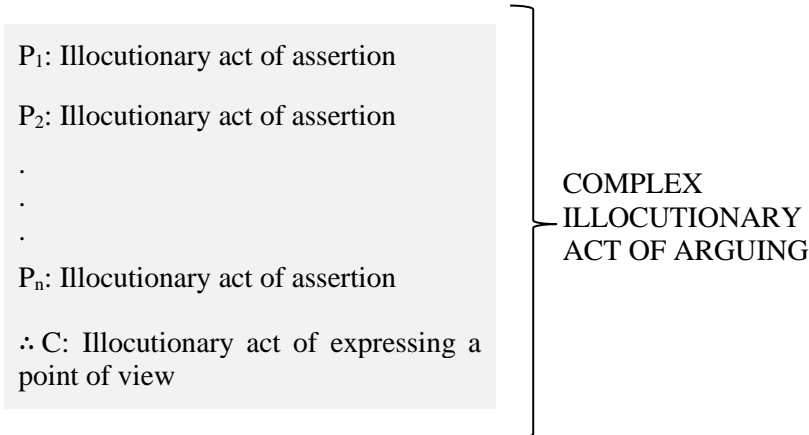 P₁: Illocutionary act of assertion
P₂: Illocutionary act of assertion
.
.
.
Pₙ: Illocutionary act of assertion
∴ C: Illocutionary act of expressing a
point of view
COMPLEX
ILLOCUTIONARY
ACT OF ARGUING